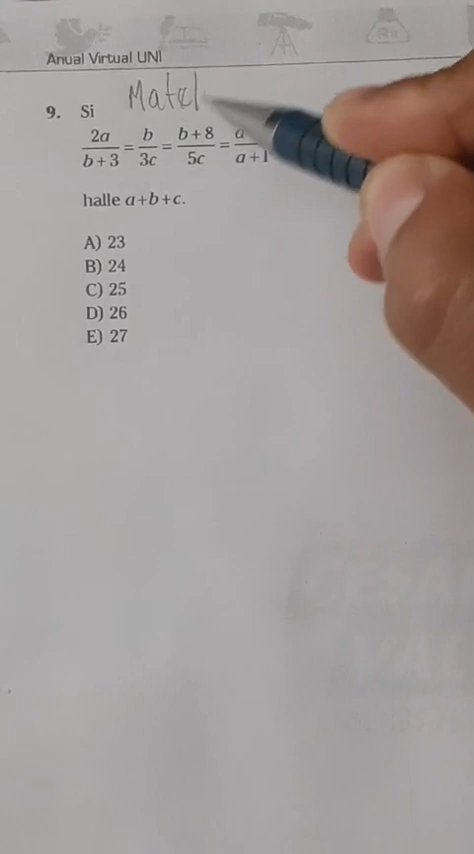 Anual Virtual UNI
Matel
9. Si
2a/b+3 = b/3c = b+8/5c = a/a+1
halle a+b+c.
A) 23
B) 24
C) 25
D) 26
E) 27